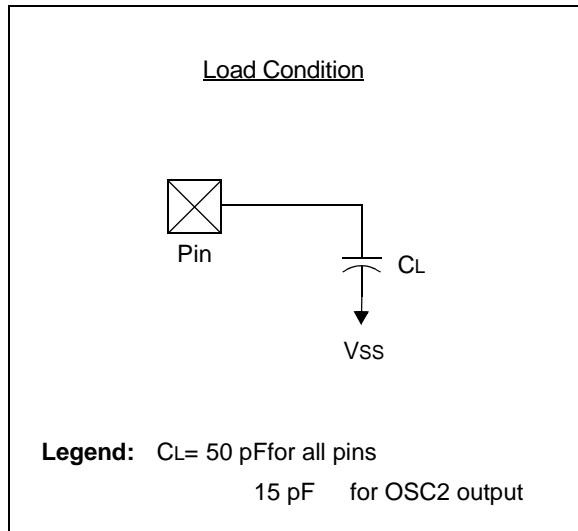 Load Condition
Pin
CL
VSS
Legend: CL= 50 pFfor all pins
15 pF for OSC2 output